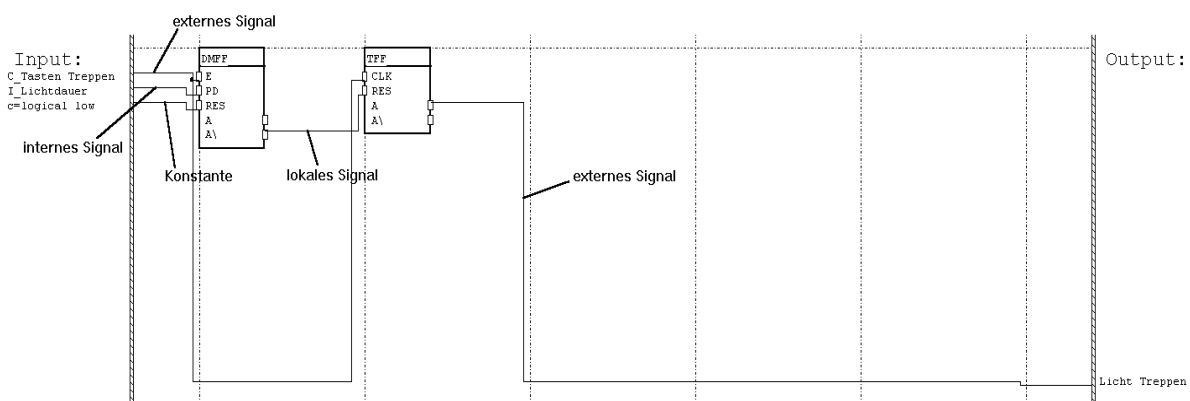 externes Signal
Input:
C_Tasten Treppen
I_Lichtdauer
c=logical low
internes Signal
Konstante
DMFF
E
PD
RES
A
A\
lokales Signal
TFF
CLK
RES
A
A\
externes Signal
Output:
Licht Treppen